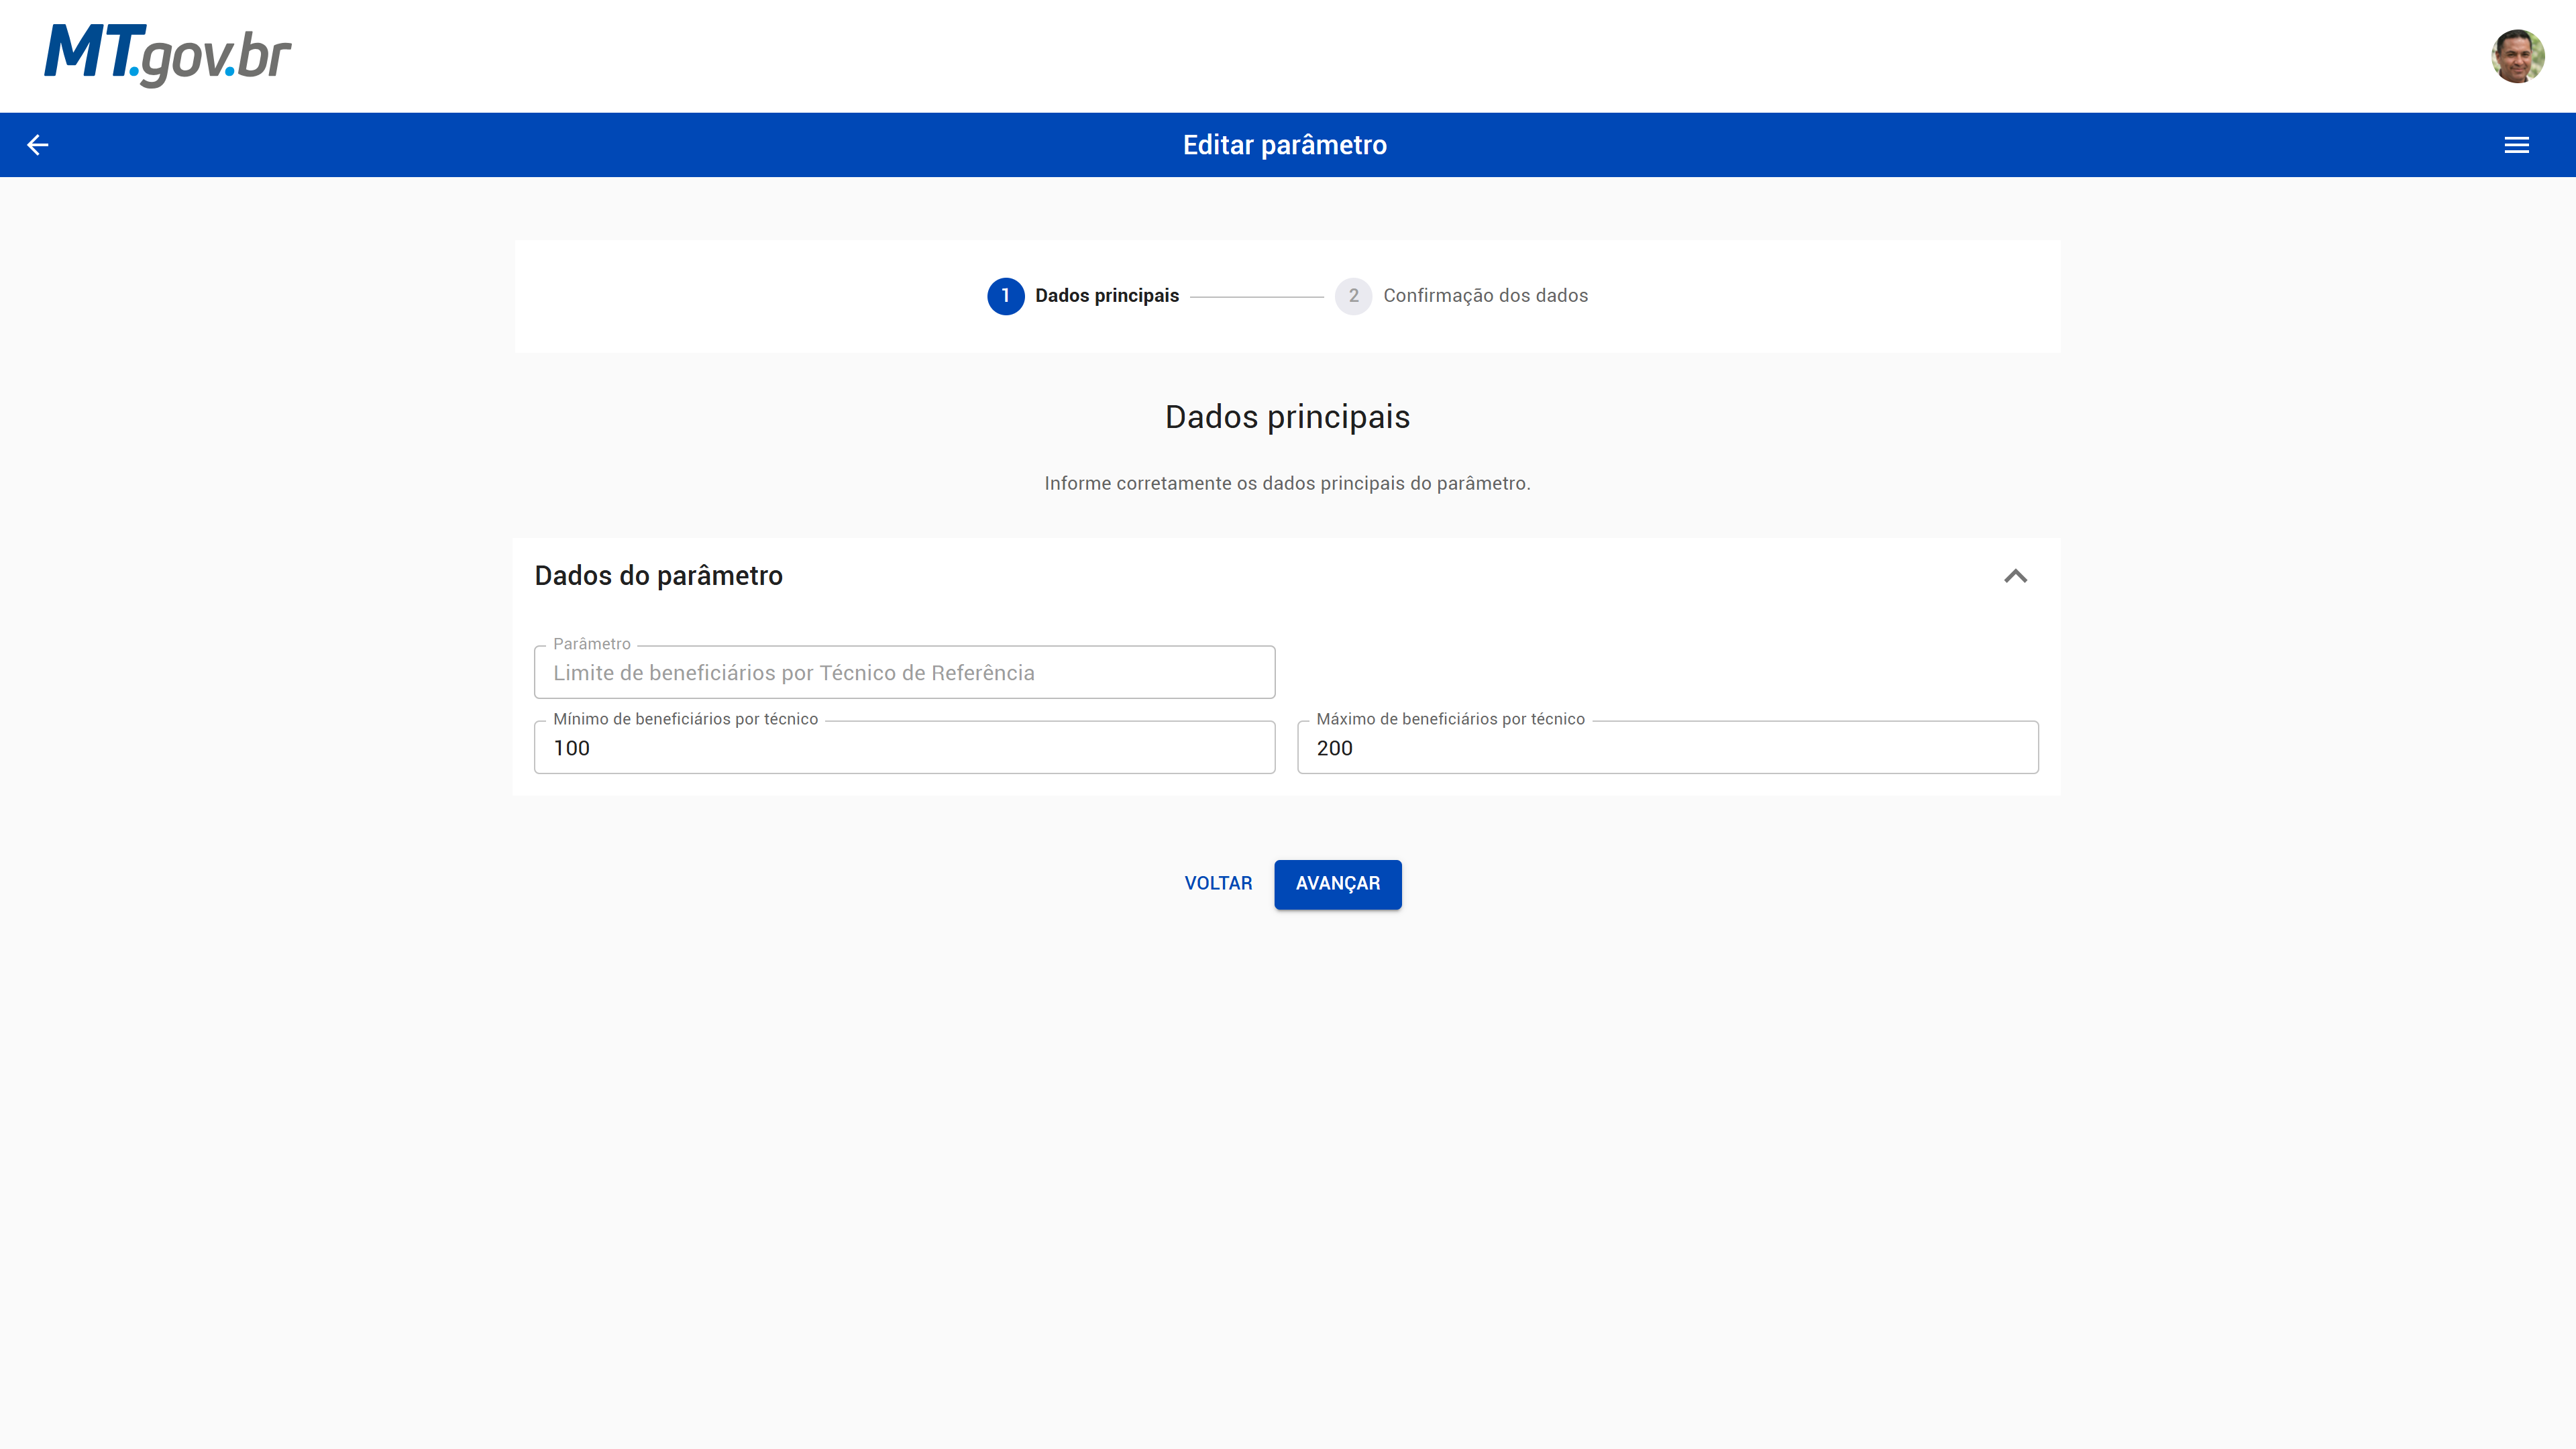 MT.gov.br
Editar parâmetro
1 Dados principais
2 Confirmação dos dados
Dados principais
Informe corretamente os dados principais do parâmetro.
Dados do parâmetro
Parâmetro
Limite de beneficiários por Técnico de Referência
Mínimo de beneficiários por técnico
100
Máximo de beneficiários por técnico
200
VOLTAR
AVANÇAR